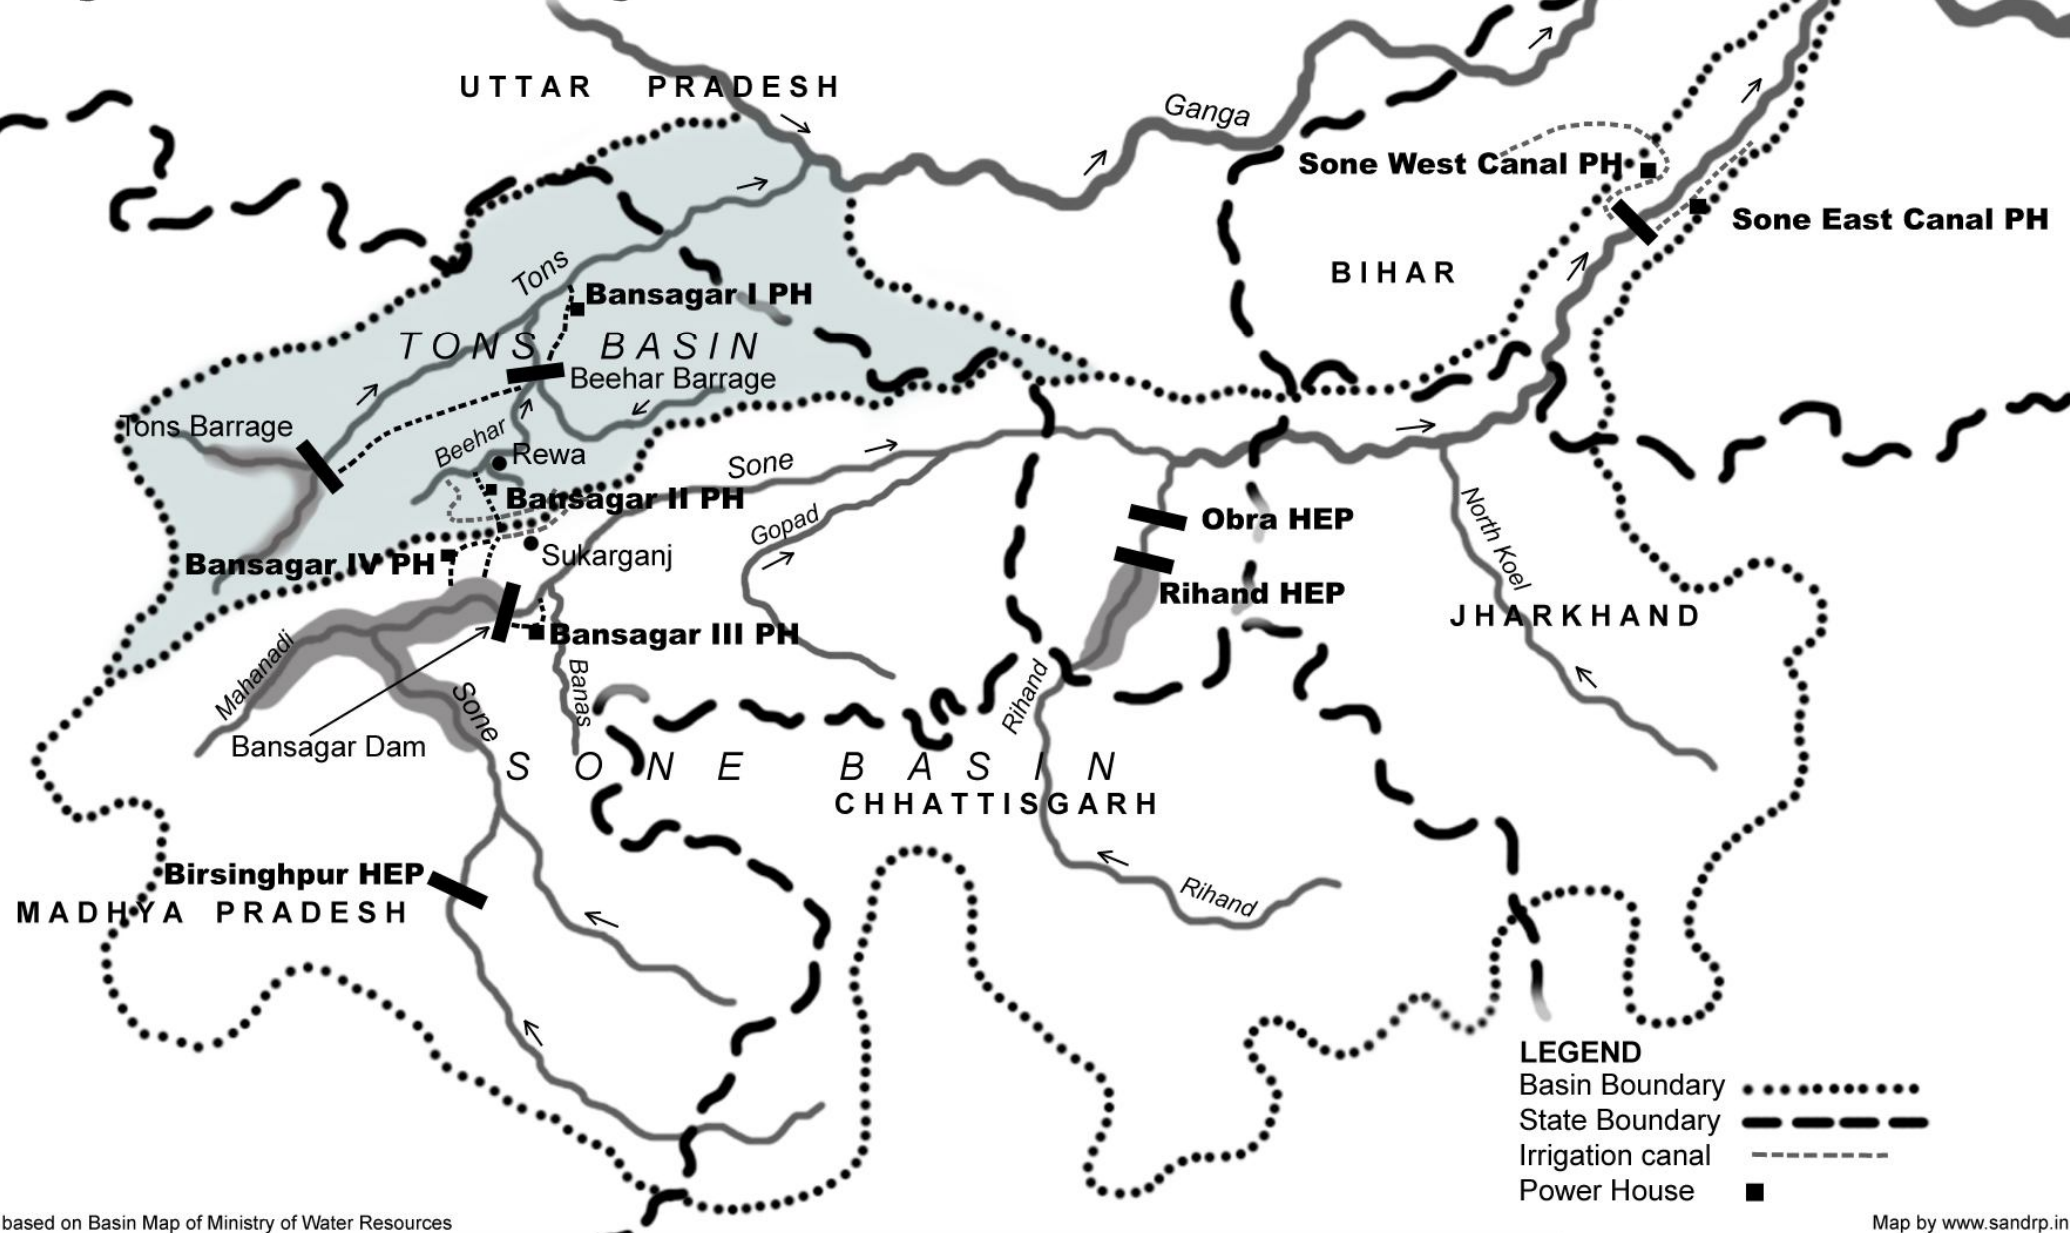 UTTAR PRADESH
Ganga
Sone West Canal PH
Sone East Canal PH
BIHAR
Tons
Bansagar I PH
TONS BASIN
Beehar Barrage
Tons Barrage
Beehar
Rewa
Sone
Bansagar II PH
Gopad
North Koel
Obra HEP
Sukarganj
Bansagar IV PH
Rihand HEP
JHARKHAND
Bansagar III PH
Mahanadi
Banas
Rihand
Sone
Bansagar Dam
SONE BASIN
CHHATTISGARH
Birsinghpur HEP
Rihand
MADHYA PRADESH
LEGEND
Basin Boundary
State Boundary
Irrigation canal
Power House
based on Basin Map of Ministry of Water Resources
Map by www.sandrp.in